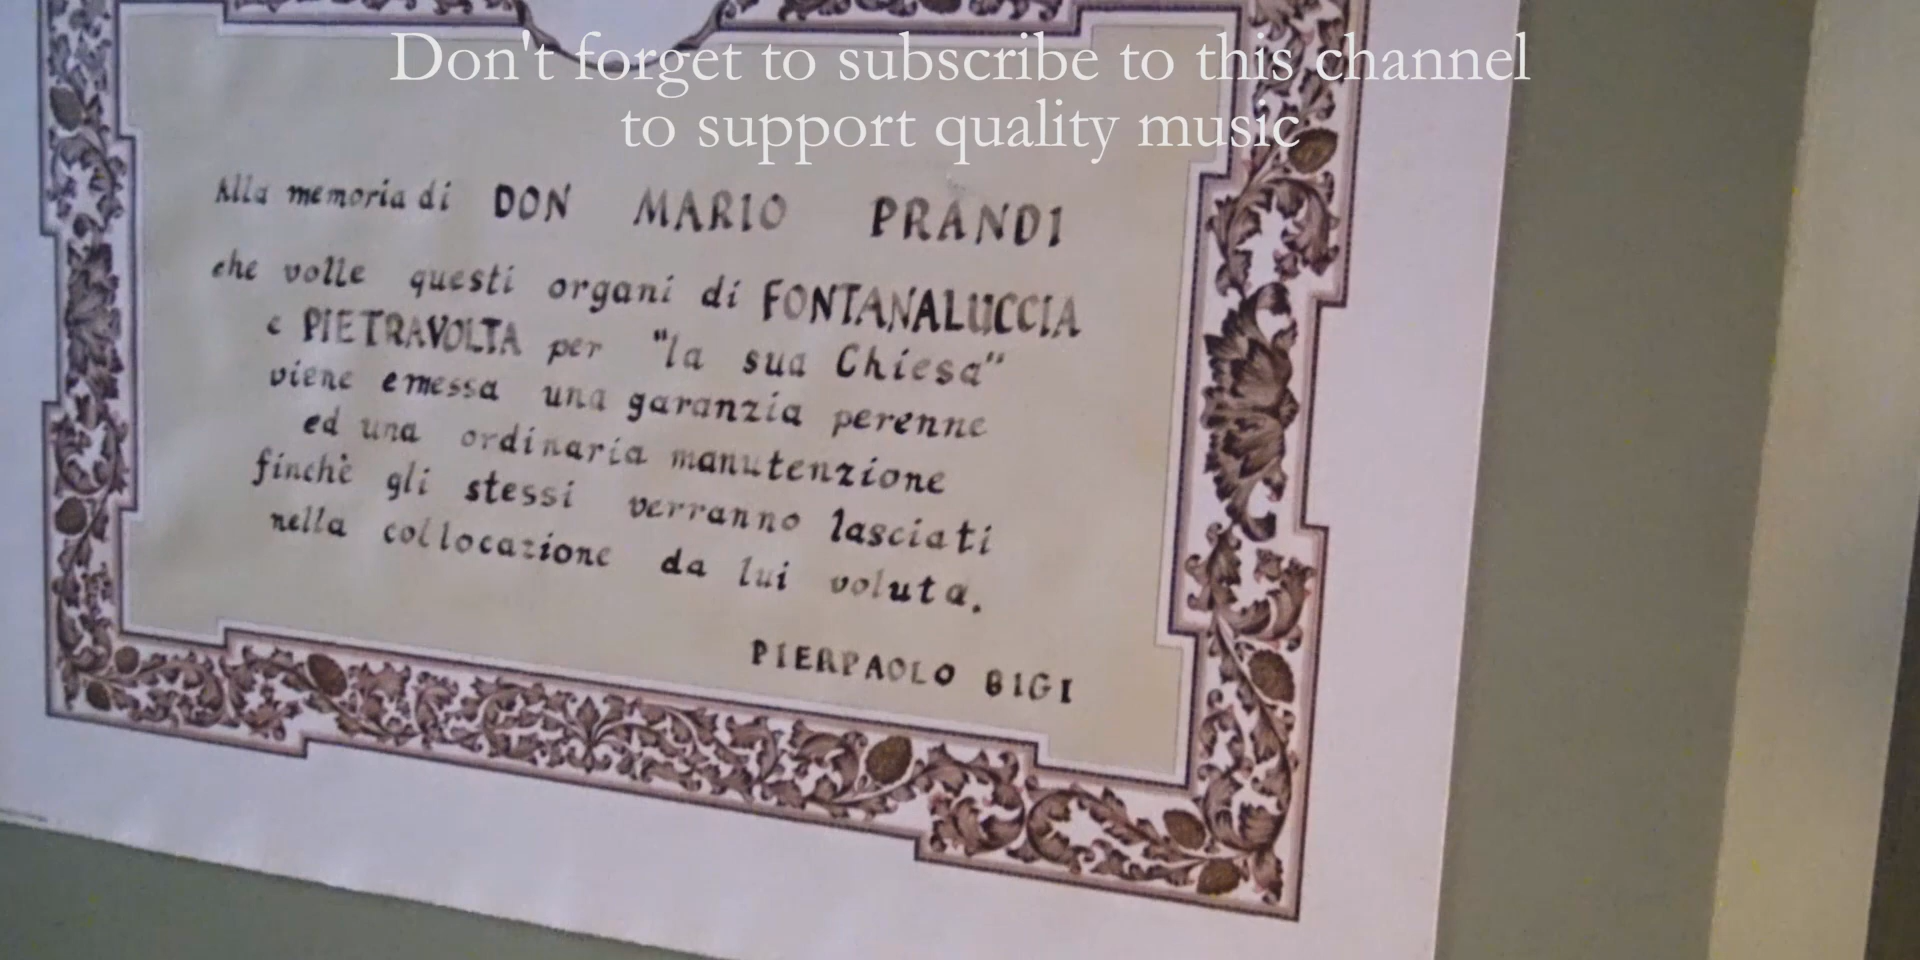 Don't forget to subscribe to this channel
to support quality music
Alla memoria di DON MARIO PRANDI
che volle questi organi di FONTANALUCCIA
e PIETRAVOLTA per "la sua Chiesa"
viene emessa una garanzia perenne
ed una ordinaria manutenzione
finchè gli stessi verranno lasciati
nella collocazione da lui voluta.
PIERPAOLO BIGI